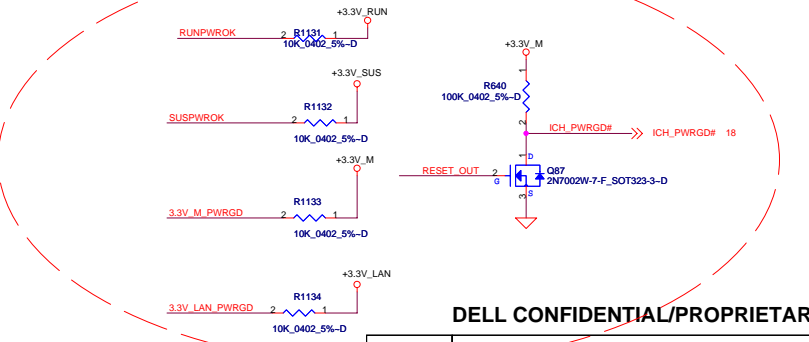 +3.3V_RUN
RUNPWROK
2 R1131 1
10K_0402_5%~D
+3.3V_SUS
R1132
SUSPWROK
2 1
10K_0402_5%~D
+3.3V_M
R1133
3.3V_M_PWRGD
2 1
10K_0402_5%~D
+3.3V_LAN
R1134
3.3V_LAN_PWRGD
2 1
10K_0402_5%~D
+3.3V_M
1
R640
100K_0402_5%~D
2
ICH_PWRGD#
ICH_PWRGD# 18
1
D
Q87
RESET_OUT
2
G
2N7002W-7-F_SOT323-3~D
S
3
DELL CONFIDENTIAL/PROPRIETAR